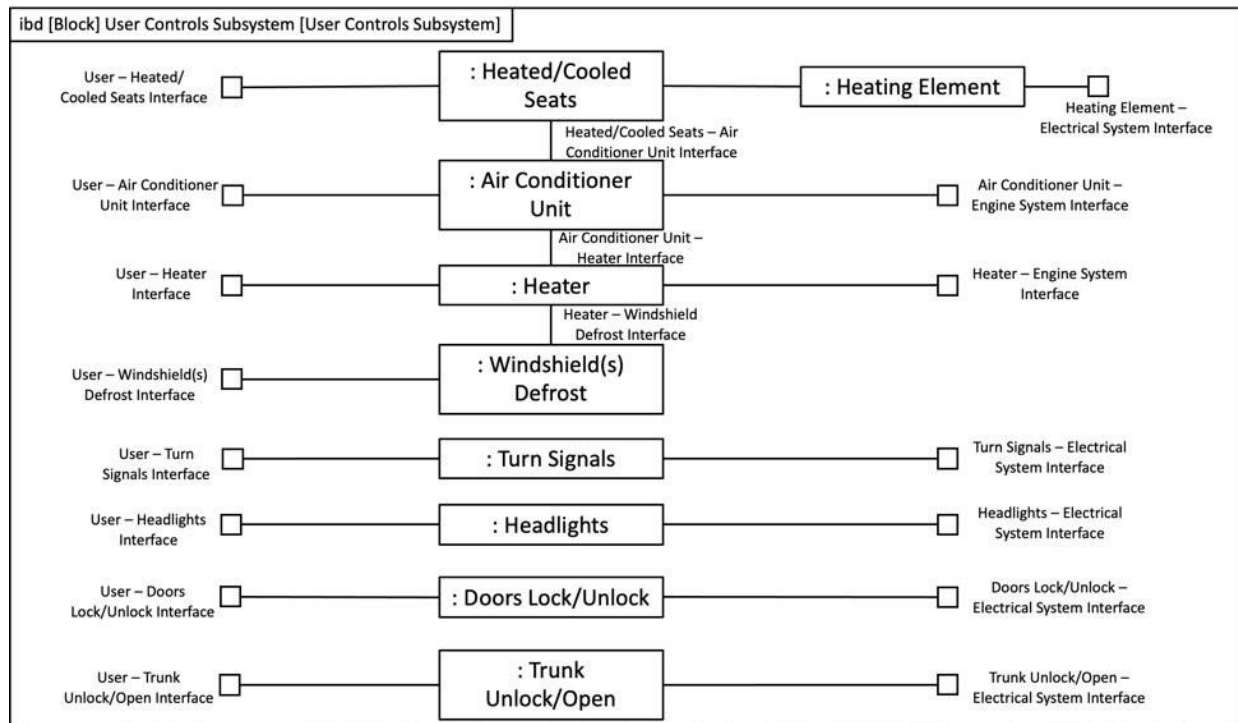 ibd [Block] User Controls Subsystem [User Controls Subsystem]
User – Heated/
Cooled Seats Interface
: Heated/Cooled
Seats
: Heating Element
Heating Element –
Electrical System Interface
Heated/Cooled Seats – Air
Conditioner Unit Interface
User – Air Conditioner
Unit Interface
: Air Conditioner
Unit
Air Conditioner Unit –
Engine System Interface
Air Conditioner Unit –
Heater Interface
User – Heater
Interface
: Heater
Heater – Engine System
Interface
Heater – Windshield
Defrost Interface
User – Windshield(s)
Defrost Interface
: Windshield(s)
Defrost
User – Turn
Signals Interface
: Turn Signals
Turn Signals – Electrical
System Interface
User – Headlights
Interface
: Headlights
Headlights – Electrical
System Interface
User – Doors
Lock/Unlock Interface
: Doors Lock/Unlock
Doors Lock/Unlock –
Electrical System Interface
User – Trunk
Unlock/Open Interface
: Trunk
Unlock/Open
Trunk Unlock/Open –
Electrical System Interface